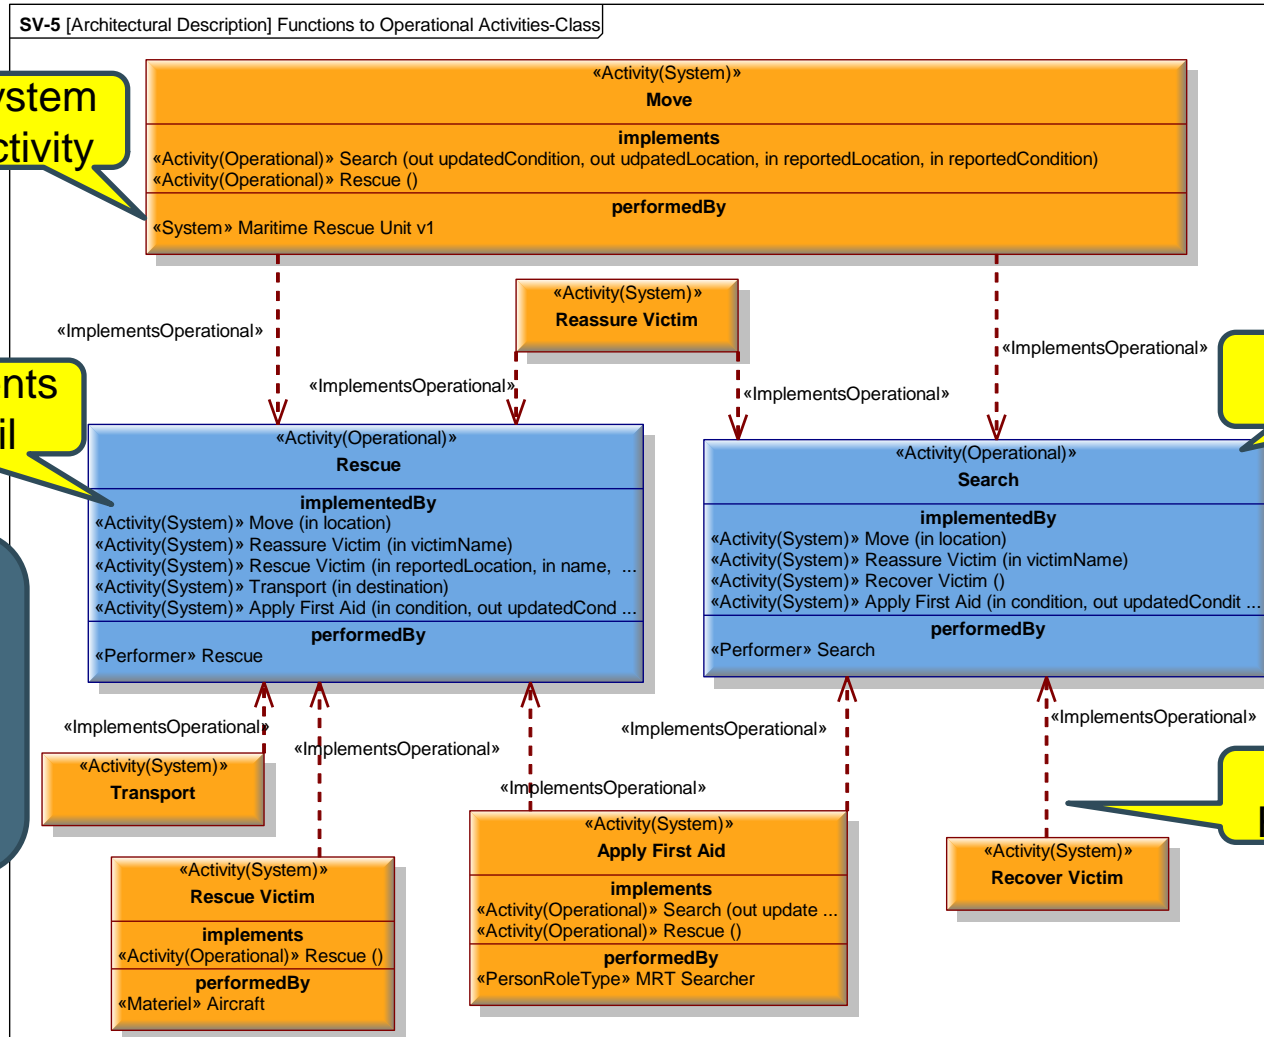 SV-5 [Architectural Description] Functions to Operational Activities-Class
«Activity(System)»
Move
implements
«Activity(Operational)» Search (out updatedCondition, out udpatedLocation, in reportedLocation, in reportedCondition)
«Activity(Operational)» Rescue ()
performedBy
«System» Maritime Rescue Unit v1
ystem
ctivity
«Activity(System)»
Reassure Victim
«ImplementsOperational»
«ImplementsOperational»
«ImplementsOperational»
«ImplementsOperational»
nts
il
«Activity(Operational)»
Rescue
implementedBy
«Activity(System)» Move (in location)
«Activity(System)» Reassure Victim (in victimName)
«Activity(System)» Rescue Victim (in reportedLocation, in name, ...
«Activity(System)» Transport (in destination)
«Activity(System)» Apply First Aid (in condition, out updatedCond ...
performedBy
«Performer» Rescue
«Activity(Operational)»
Search
implementedBy
«Activity(System)» Move (in location)
«Activity(System)» Reassure Victim (in victimName)
«Activity(System)» Recover Victim ()
«Activity(System)» Apply First Aid (in condition, out updatedCondit ...
performedBy
«Performer» Search
«ImplementsOperational»
«ImplementsOperational»
«ImplementsOperational»
«ImplementsOperational»
«ImplementsOperational»
«Activity(System)»
Transport
«Activity(System)»
Rescue Victim
implements
«Activity(Operational)» Rescue ()
performedBy
«Materiel» Aircraft
«Activity(System)»
Apply First Aid
implements
«Activity(Operational)» Search (out update ...
«Activity(Operational)» Rescue ()
performedBy
«PersonRoleType» MRT Searcher
«Activity(System)»
Recover Victim